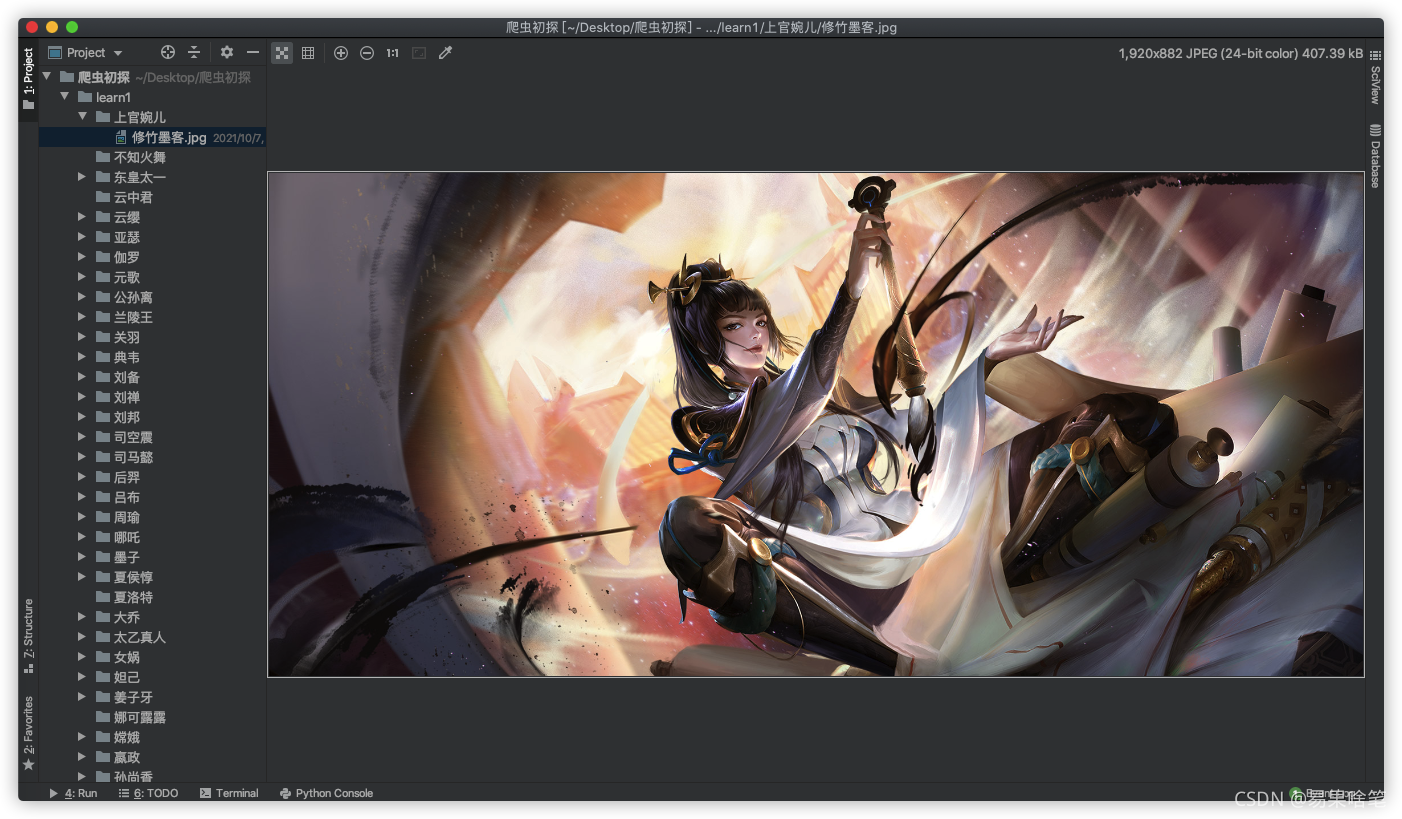 爬虫初探 [~/Desktop/爬虫初探] - .../learn1/上官婉儿/修竹墨客.jpg
1: Project
Project
1:1
1,920x882 JPEG (24-bit color) 407.39 kB
SciView
Database
爬虫初探 ~/Desktop/爬虫初探
learn1
上官婉儿
修竹墨客.jpg 2021/10/7,
不知火舞
东皇太一
云中君
云缨
亚瑟
伽罗
元歌
公孙离
兰陵王
关羽
典韦
刘备
刘禅
刘邦
司空震
司马懿
后羿
吕布
周瑜
哪吒
墨子
夏侯惇
夏洛特
大乔
太乙真人
女娲
妲己
姜子牙
娜可露露
嫦娥
嬴政
孙尚香
7: Structure
2: Favorites
4: Run
6: TODO
Terminal
Python Console
CSDN @易果啥笔